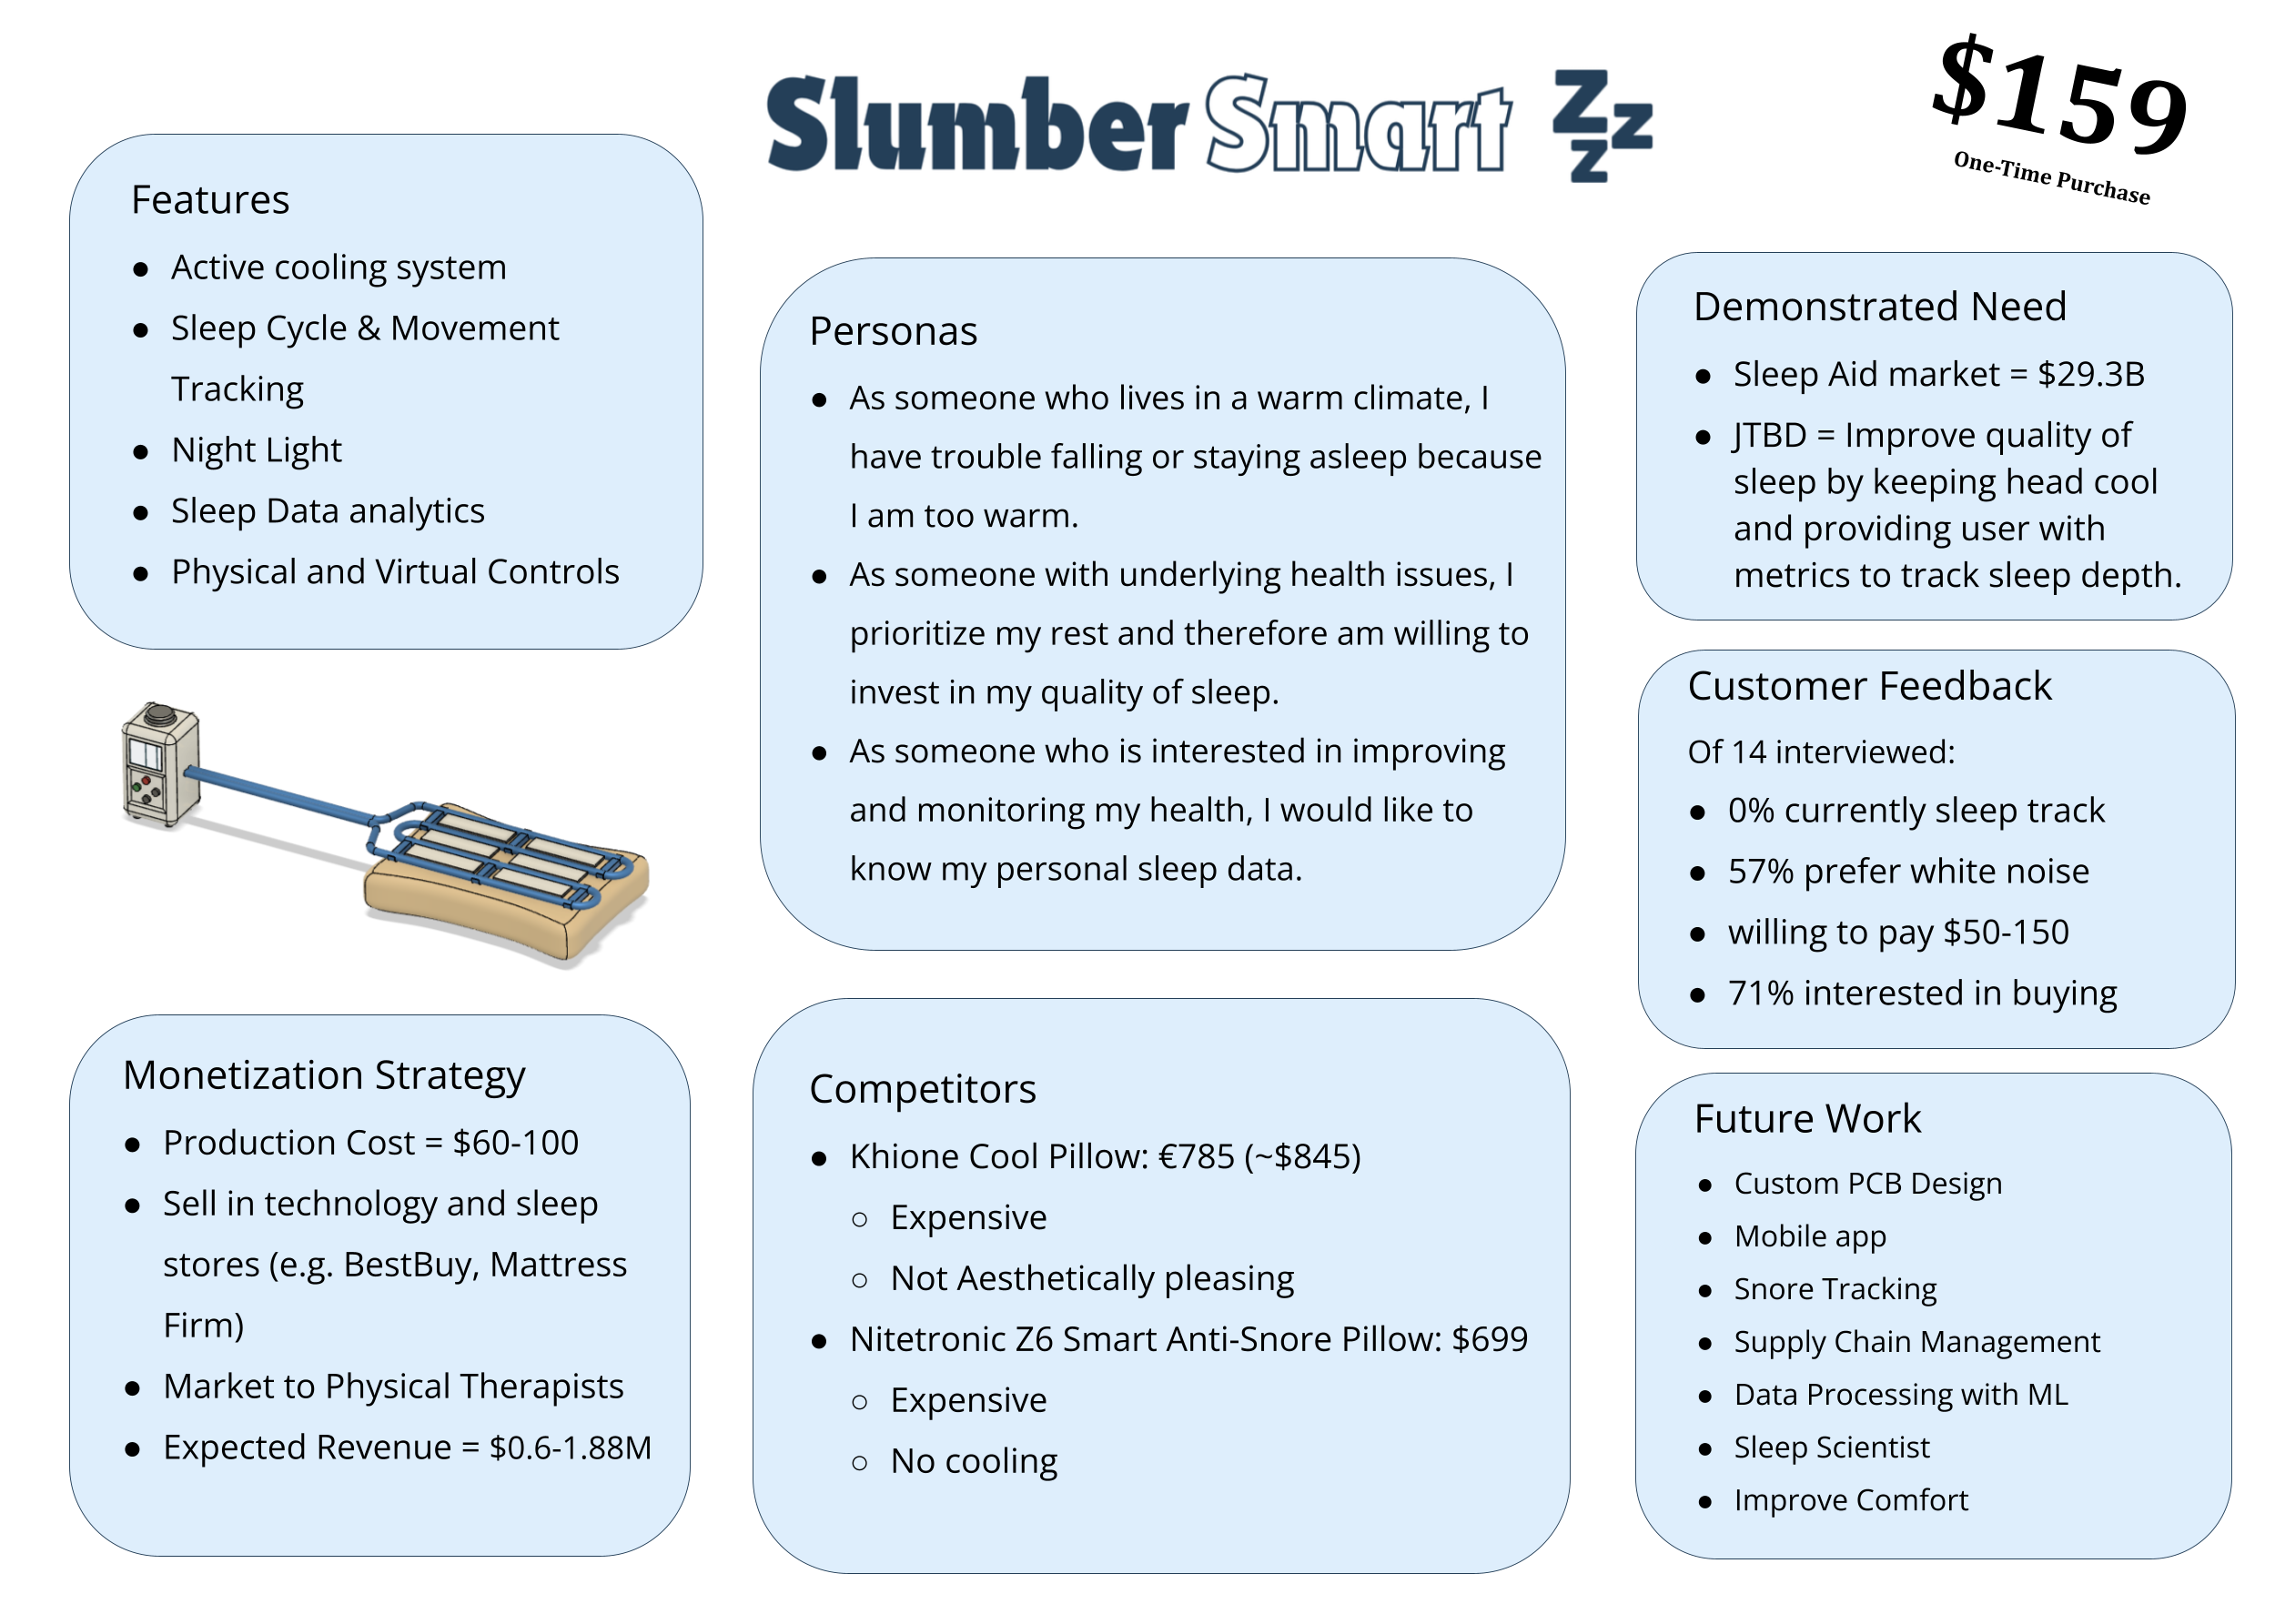 Slumber Smart ZzZ
$159
One-Time Purchase
Features
● Active cooling system
● Sleep Cycle & Movement
Tracking
● Night Light
● Sleep Data analytics
● Physical and Virtual Controls
Monetization Strategy
● Production Cost = $60-100
● Sell in technology and sleep
stores (e.g. BestBuy, Mattress
Firm)
● Market to Physical Therapists
● Expected Revenue = $0.6-1.88M
Personas
● As someone who lives in a warm climate, I
have trouble falling or staying asleep because
I am too warm.
● As someone with underlying health issues, I
prioritize my rest and therefore am willing to
invest in my quality of sleep.
● As someone who is interested in improving
and monitoring my health, I would like to
know my personal sleep data.
Competitors
● Khione Cool Pillow: €785 (~$845)
○ Expensive
○ Not Aesthetically pleasing
● Nitetronic Z6 Smart Anti-Snore Pillow: $699
○ Expensive
○ No cooling
Demonstrated Need
● Sleep Aid market = $29.3B
● JTBD = Improve quality of
sleep by keeping head cool
and providing user with
metrics to track sleep depth.
Customer Feedback
Of 14 interviewed:
● 0% currently sleep track
● 57% prefer white noise
● willing to pay $50-150
● 71% interested in buying
Future Work
● Custom PCB Design
● Mobile app
● Snore Tracking
● Supply Chain Management
● Data Processing with ML
● Sleep Scientist
● Improve Comfort